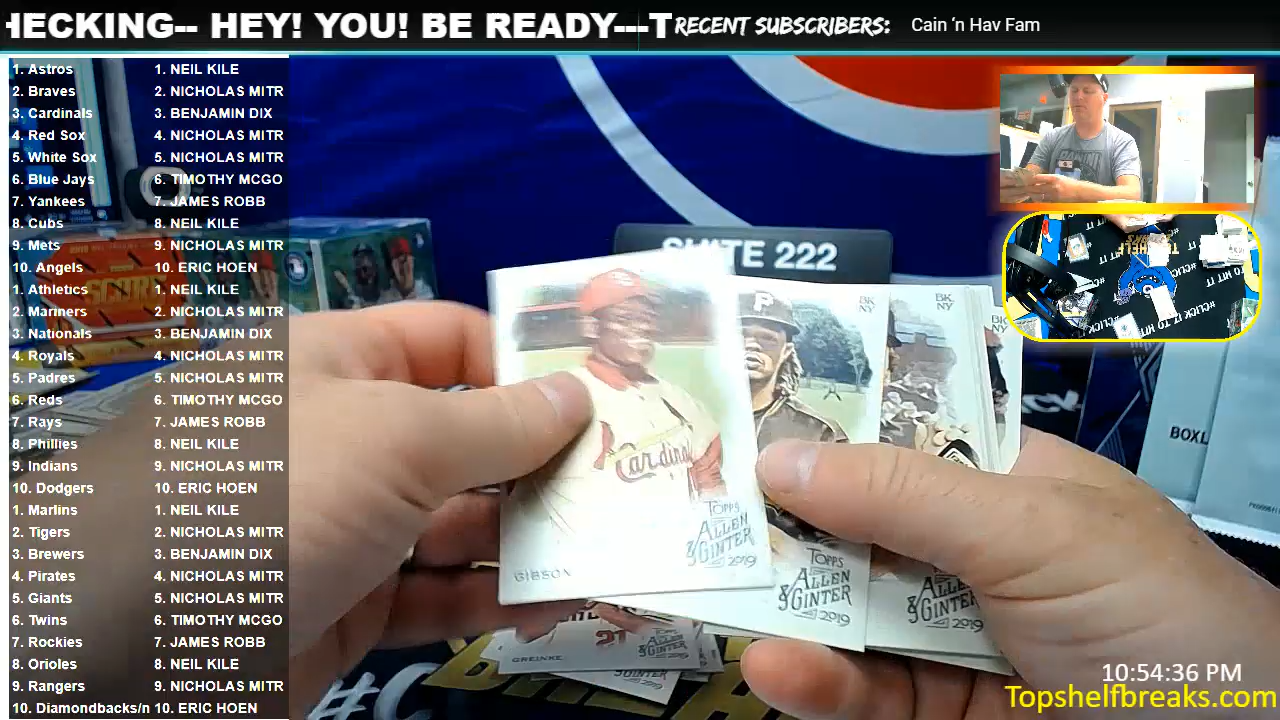 HECKING-- HEY! YOU! BE READY---T
RECENT SUBSCRIBERS: Cain 'n Hav Fam
1. Astros 1. NEIL KILE
2. Braves 2. NICHOLAS MITR
3. Cardinals 3. BENJAMIN DIX
4. Red Sox 4. NICHOLAS MITR
5. White Sox 5. NICHOLAS MITR
6. Blue Jays 6. TIMOTHY MCGO
7. Yankees 7. JAMES ROBB
8. Cubs 8. NEIL KILE
9. Mets 9. NICHOLAS MITR
10. Angels 10. ERIC HOEN
1. Athletics 1. NEIL KILE
2. Mariners 2. NICHOLAS MITR
3. Nationals 3. BENJAMIN DIX
4. Royals 4. NICHOLAS MITR
5. Padres 5. NICHOLAS MITR
6. Reds 6. TIMOTHY MCGO
7. Rays 7. JAMES ROBB
8. Phillies 8. NEIL KILE
9. Indians 9. NICHOLAS MITR
10. Dodgers 10. ERIC HOEN
1. Marlins 1. NEIL KILE
2. Tigers 2. NICHOLAS MITR
3. Brewers 3. BENJAMIN DIX
4. Pirates 4. NICHOLAS MITR
5. Giants 5. NICHOLAS MITR
6. Twins 6. TIMOTHY MCGO
7. Rockies 7. JAMES ROBB
8. Orioles 8. NEIL KILE
9. Rangers 9. NICHOLAS MITR
10. Diamondbacks/n 10. ERIC HOEN
SUITE 222
SCORE
P
BK
NY
BK
NY
NY
Cardinals
TOPPS
ALLEN
& GINTER
2019
GIBSON
TOPPS
ALLEN
& GINTER
2019
ALLEN
& GINTER
2019
21
GREINKE
BOXL
#C
10:54:36 PM
Topshelfbreaks.com